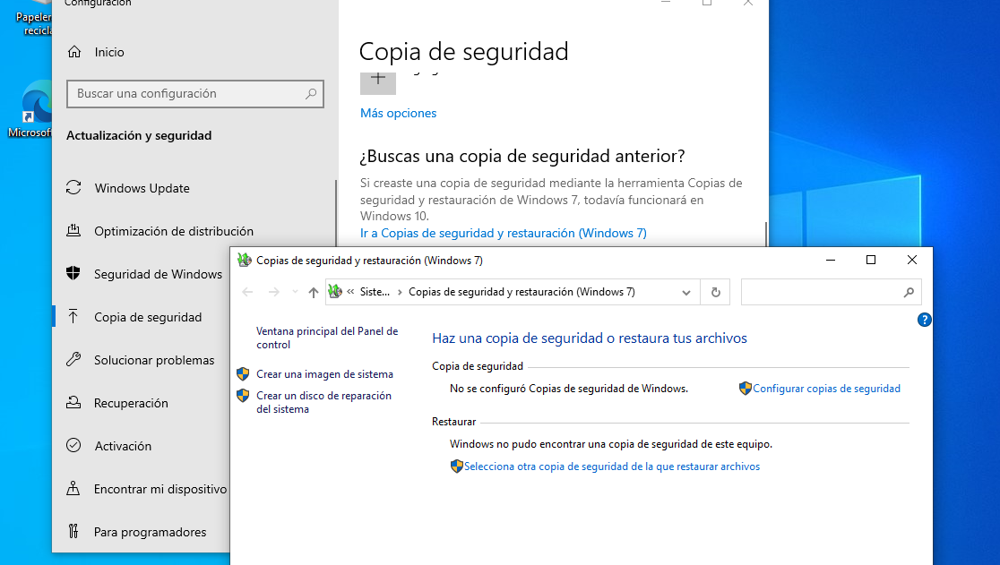 Configuración
Inicio
Buscar una configuración
Actualización y seguridad
Windows Update
Optimización de distribución
Seguridad de Windows
Copia de seguridad
Solucionar problemas
Recuperación
Activación
Encontrar mi dispositivo
Para programadores
Copia de seguridad
Más opciones
¿Buscas una copia de seguridad anterior?
Si creaste una copia de seguridad mediante la herramienta Copias de
seguridad y restauración de Windows 7, todavía funcionará en
Windows 10.
Ir a Copias de seguridad y restauración (Windows 7)
Copias de seguridad y restauración (Windows 7)
« Siste... › Copias de seguridad y restauración (Windows 7)
Ventana principal del Panel de
control
Crear una imagen de sistema
Crear un disco de reparación
del sistema
Haz una copia de seguridad o restaura tus archivos
Copia de seguridad
No se configuró Copias de seguridad de Windows.
Configurar copias de seguridad
Restaurar
Windows no pudo encontrar una copia de seguridad de este equipo.
Selecciona otra copia de seguridad de la que restaurar archivos